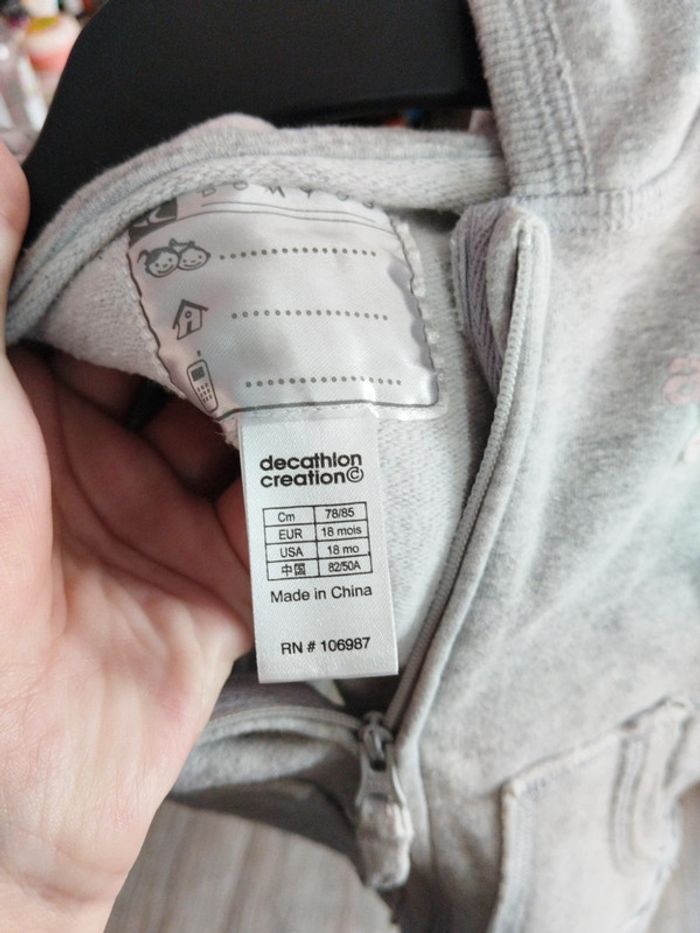 DOMYOS
decathlon
creation©
Cm 78/85
EUR 18 mois
USA 18 mo
中国 82/50A
Made in China
RN # 106987